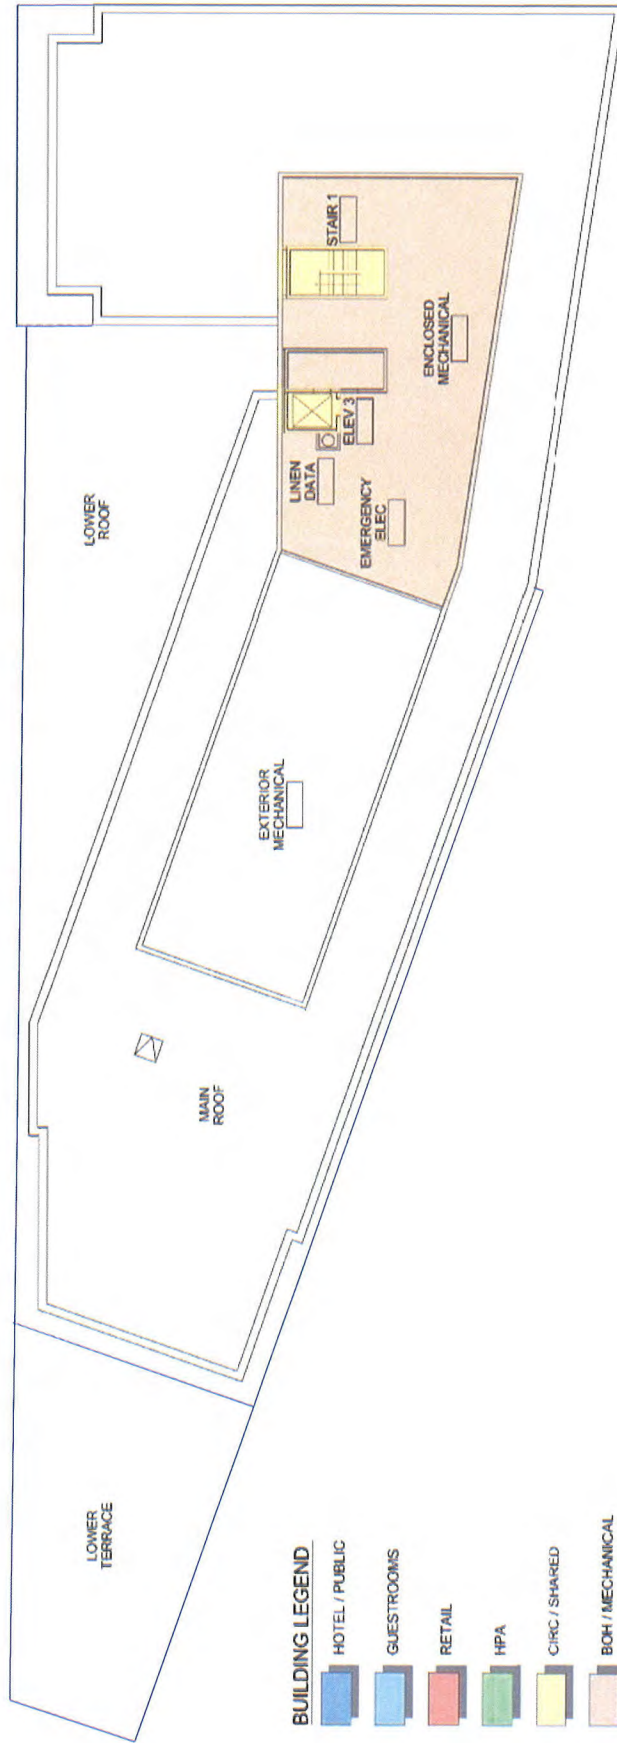 LOWER
TERRACE
MAIN
ROOF
EXTERIOR
MECHANICAL
LOWER
ROOF
LINEN
DATA
ELEV 3
STAIR 1
EMERGENCY
ELEC
ENCLOSED
MECHANICAL
BUILDING LEGEND
HOTEL / PUBLIC
GUESTROOMS
RETAIL
HPA
CIRC / SHARED
BOH / MECHANICAL